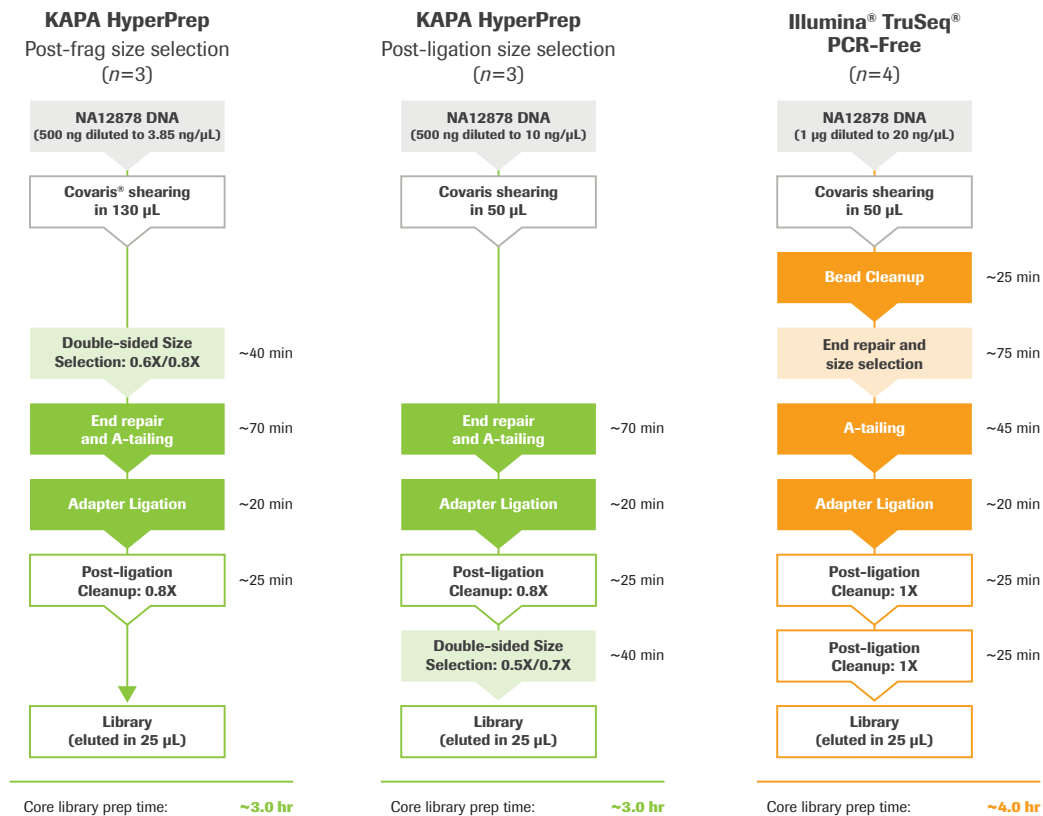 KAPA HyperPrep
Post-frag size selection
(n=3)
NA12878 DNA
(500 ng diluted to 3.85 ng/µL)
Covaris® shearing
in 130 µL
Double-sided Size
Selection: 0.6X/0.8X
~40 min
End repair
and A-tailing
~70 min
Adapter Ligation
~20 min
Post-ligation
Cleanup: 0.8X
~25 min
Library
(eluted in 25 µL)
Core library prep time:
~3.0 hr
KAPA HyperPrep
Post-ligation size selection
(n=3)
NA12878 DNA
(500 ng diluted to 10 ng/µL)
Covaris shearing
in 50 µL
End repair
and A-tailing
~70 min
Adapter Ligation
~20 min
Post-ligation
Cleanup: 0.8X
~25 min
Double-sided Size
Selection: 0.5X/0.7X
~40 min
Library
(eluted in 25 µL)
Core library prep time:
~3.0 hr
Illumina® TruSeq®
PCR-Free
(n=4)
NA12878 DNA
(1 µg diluted to 20 ng/µL)
Covaris shearing
in 50 µL
Bead Cleanup
~25 min
End repair and
size selection
~75 min
A-tailing
~45 min
Adapter Ligation
~20 min
Post-ligation
Cleanup: 1X
~25 min
Post-ligation
Cleanup: 1X
~25 min
Library
(eluted in 25 µL)
Core library prep time:
~4.0 hr